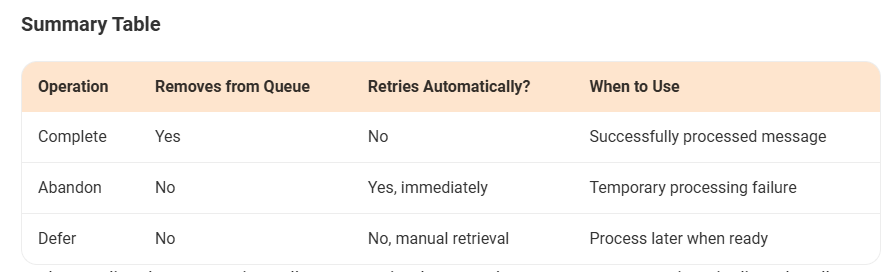 Summary Table
Operation Removes from Queue Retries Automatically? When to Use
Complete Yes No Successfully processed message
Abandon No Yes, immediately Temporary processing failure
Defer No No, manual retrieval Process later when ready